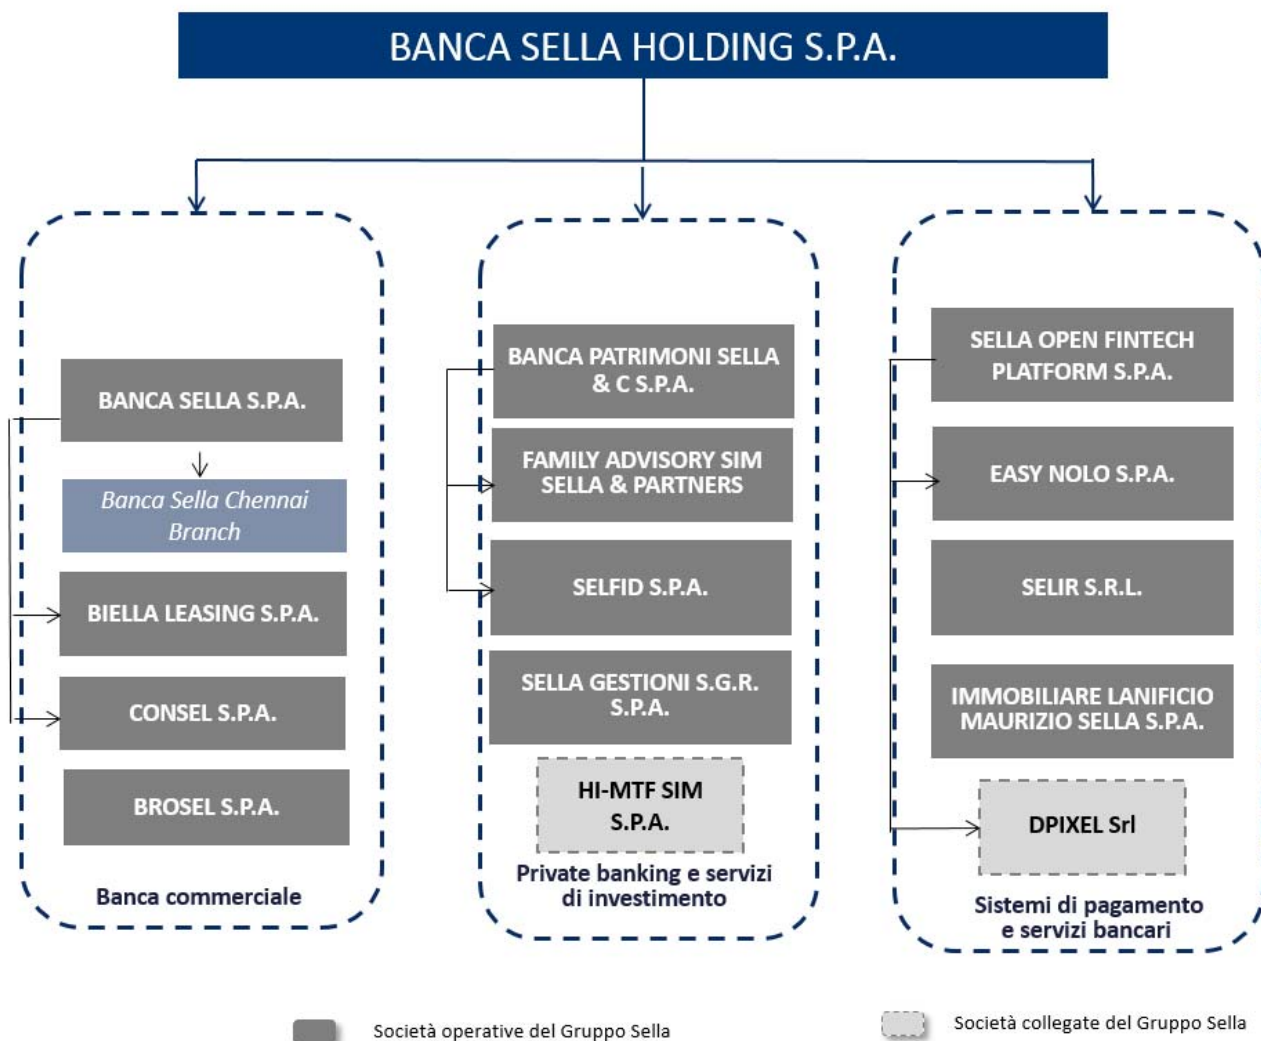 BANCA SELLA HOLDING S.P.A.
BANCA SELLA S.P.A.
Banca Sella Chennai
Branch
BIELLA LEASING S.P.A.
CONSEL S.P.A.
BROSEL S.P.A.
Banca commerciale
BANCA PATRIMONI SELLA
& C S.P.A.
FAMILY ADVISORY SIM
SELLA & PARTNERS
SELFID S.P.A.
SELLA GESTIONI S.G.R.
S.P.A.
HI-MTF SIM
S.P.A.
Private banking e servizi
di investimento
SELLA OPEN FINTECH
PLATFORM S.P.A.
EASY NOLO S.P.A.
SELIR S.R.L.
IMMOBILIARE LANIFICIO
MAURIZIO SELLA S.P.A.
DPIXEL Srl
Sistemi di pagamento
e servizi bancari
Società operative del Gruppo Sella
Società collegate del Gruppo Sella